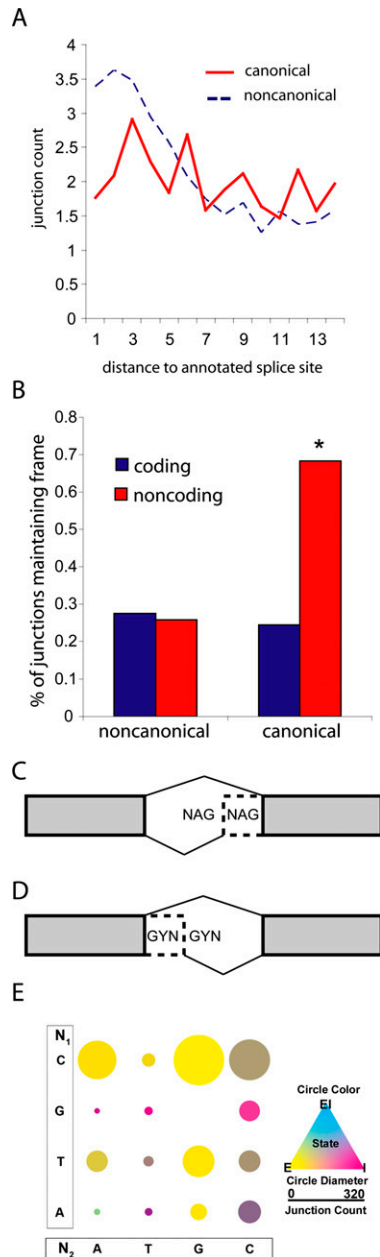 A
4
3.5
3
2.5
2
1.5
1
0.5
0
junction count
canonical
noncanonical
1 3 5 7 9 11 13
distance to annotated splice site
B
0.8
0.7
0.6
0.5
0.4
0.3
0.2
0.1
0
% of junctions maintaining frame
coding
noncoding
*
noncanonical canonical
C
NAG NAG
D
GYN GYN
E
N1
C
G
T
A
N2 A T G C
Circle Color
EI
State
E I
Circle Diameter
0 320
Junction Count